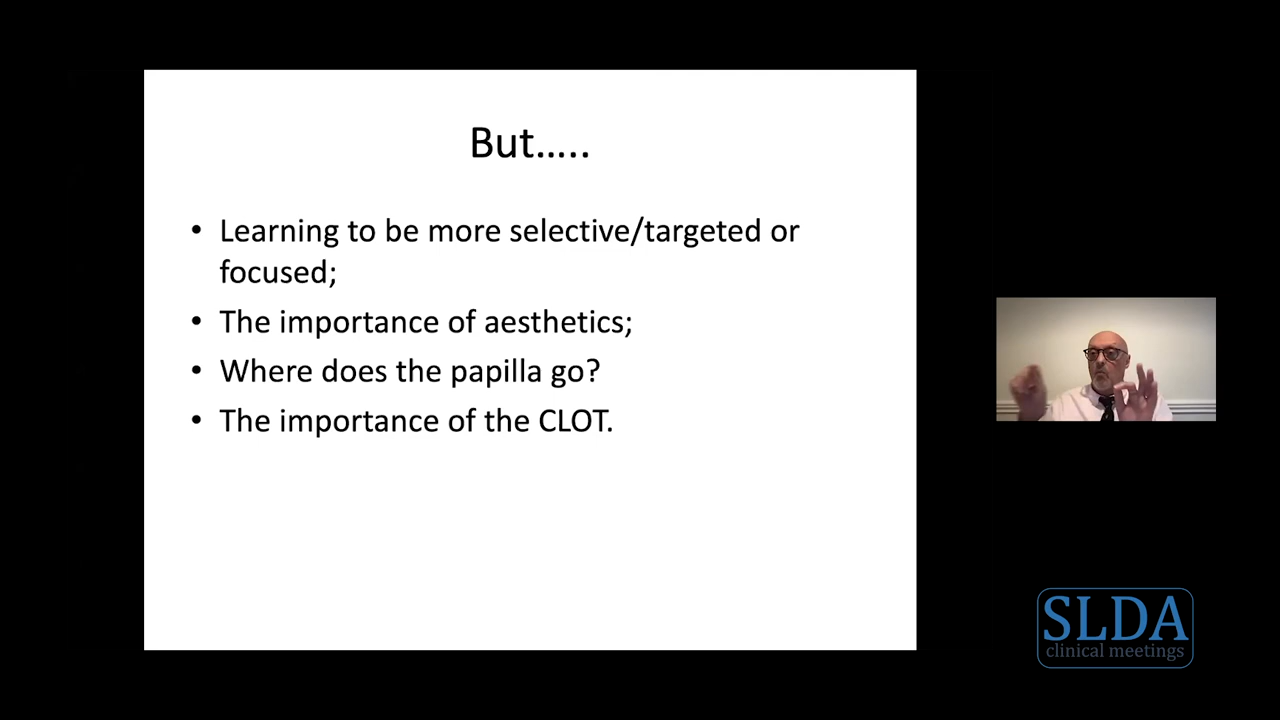 But.....
• Learning to be more selective/targeted or
focused;
• The importance of aesthetics;
• Where does the papilla go?
• The importance of the CLOT.
SLDA
clinical meetings